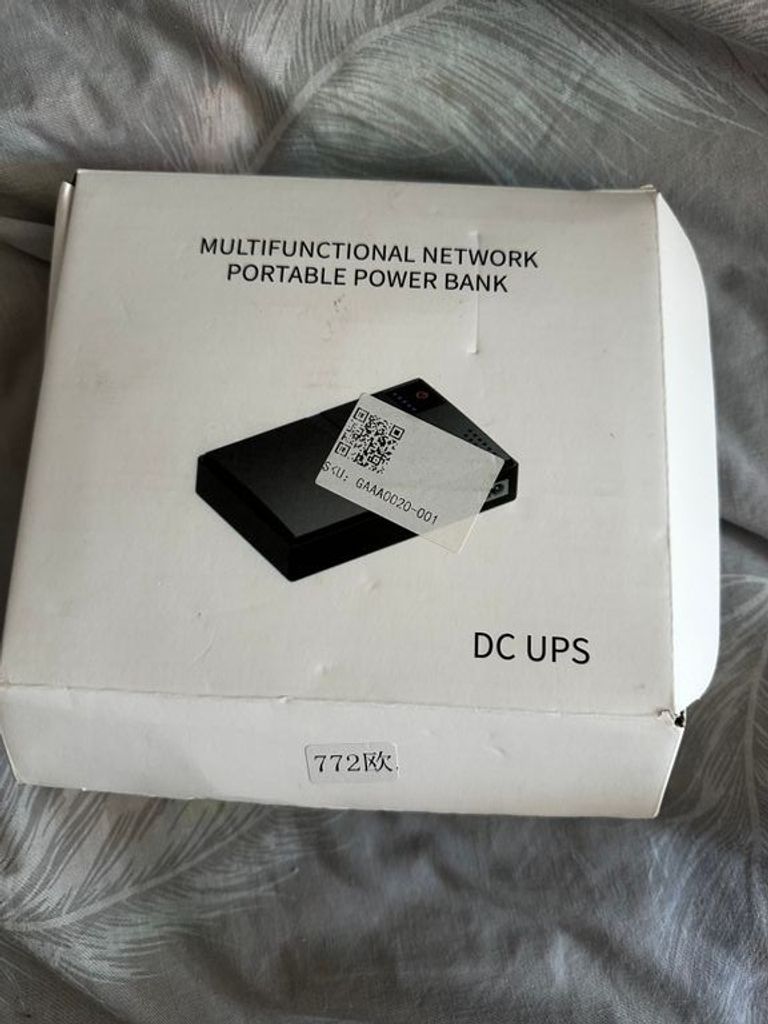 MULTIFUNCTIONAL NETWORK
PORTABLE POWER BANK
SKU: GAAA0020-001
DC UPS
772欧